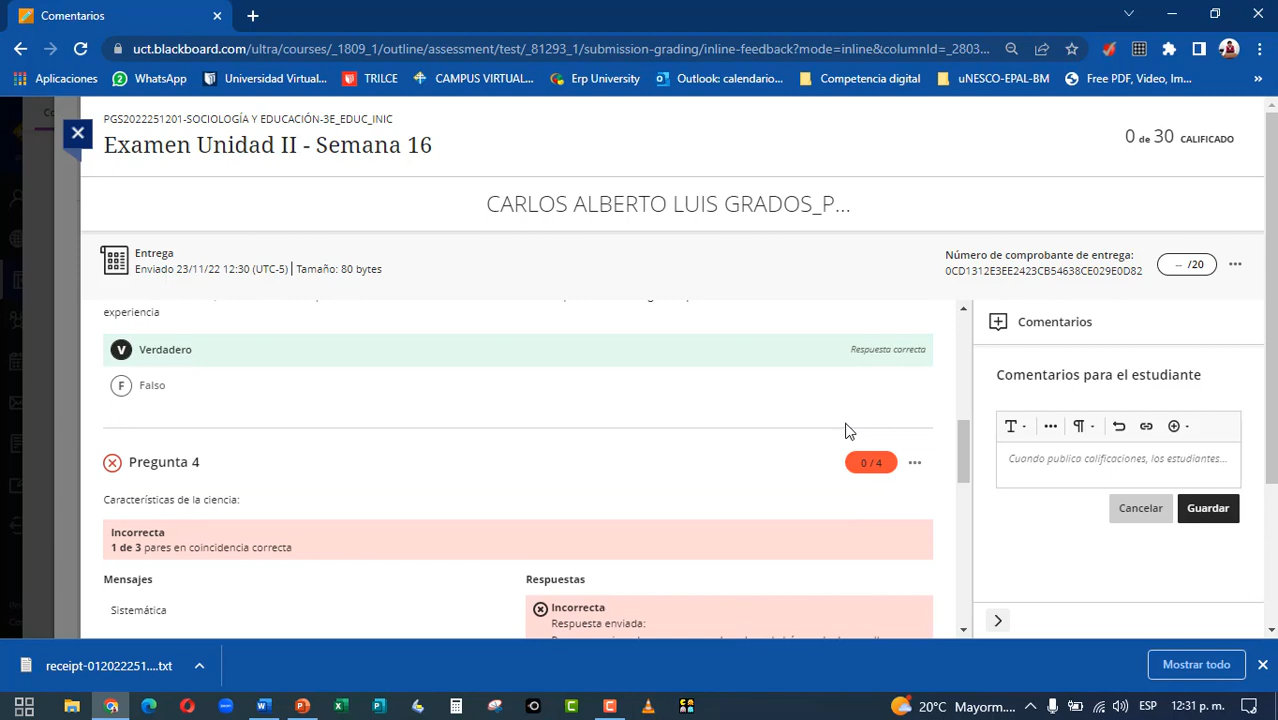 Comentarios
uct.blackboard.com/ultra/courses/_1809_1/outline/assessment/test/_81293_1/submission-grading/inline-feedback?mode=inline&columnId=_2803...
Aplicaciones
WhatsApp
Universidad Virtual...
TRILCE
CAMPUS VIRTUAL...
Erp University
Outlook: calendario...
Competencia digital
uNESCO-EPAL-BM
Free PDF, Video, Im...
PGS2022251201-SOCIOLOGÍA Y EDUCACIÓN-3E_EDUC_INIC
Examen Unidad II - Semana 16
0 de 30 CALIFICADO
CARLOS ALBERTO LUIS GRADOS_P...
Entrega
Enviado 23/11/22 12:30 (UTC-5) | Tamaño: 80 bytes
Número de comprobante de entrega:
0CD1312E3EE2423CB54638CE029E0D82
-- /20
experiencia
V Verdadero
Respuesta correcta
F Falso
Pregunta 4
0 / 4
Características de la ciencia:
Incorrecta
1 de 3 pares en coincidencia correcta
Mensajes
Respuestas
Sistemática
Incorrecta
Respuesta enviada:
Comentarios
Comentarios para el estudiante
Cuando publica calificaciones, los estudiantes...
Cancelar
Guardar
receipt-012022251....txt
Mostrar todo
20°C Mayorm...
ESP
12:31 p. m.